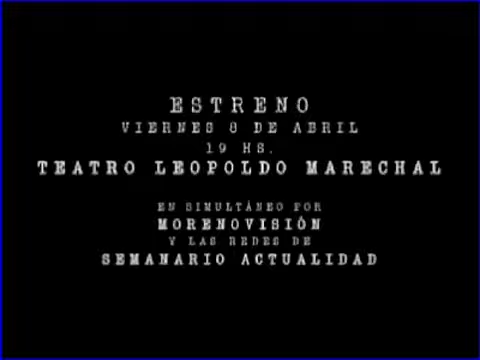 ESTRENO
VIERNES 8 DE ABRIL
19 HS.
TEATRO LEOPOLDO MARECHAL
EN SIMULTÁNEO POR
MORENOVISIÓN
Y LAS REDES DE
SEMANARIO ACTUALIDAD